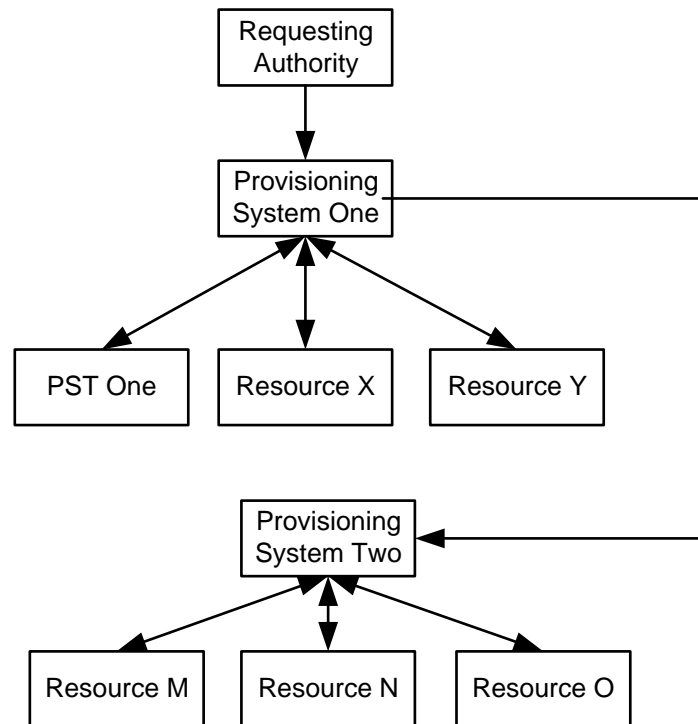 Requesting
Authority
Provisioning
System One
PST One
Resource X
Resource Y
Provisioning
System Two
Resource M
Resource N
Resource O